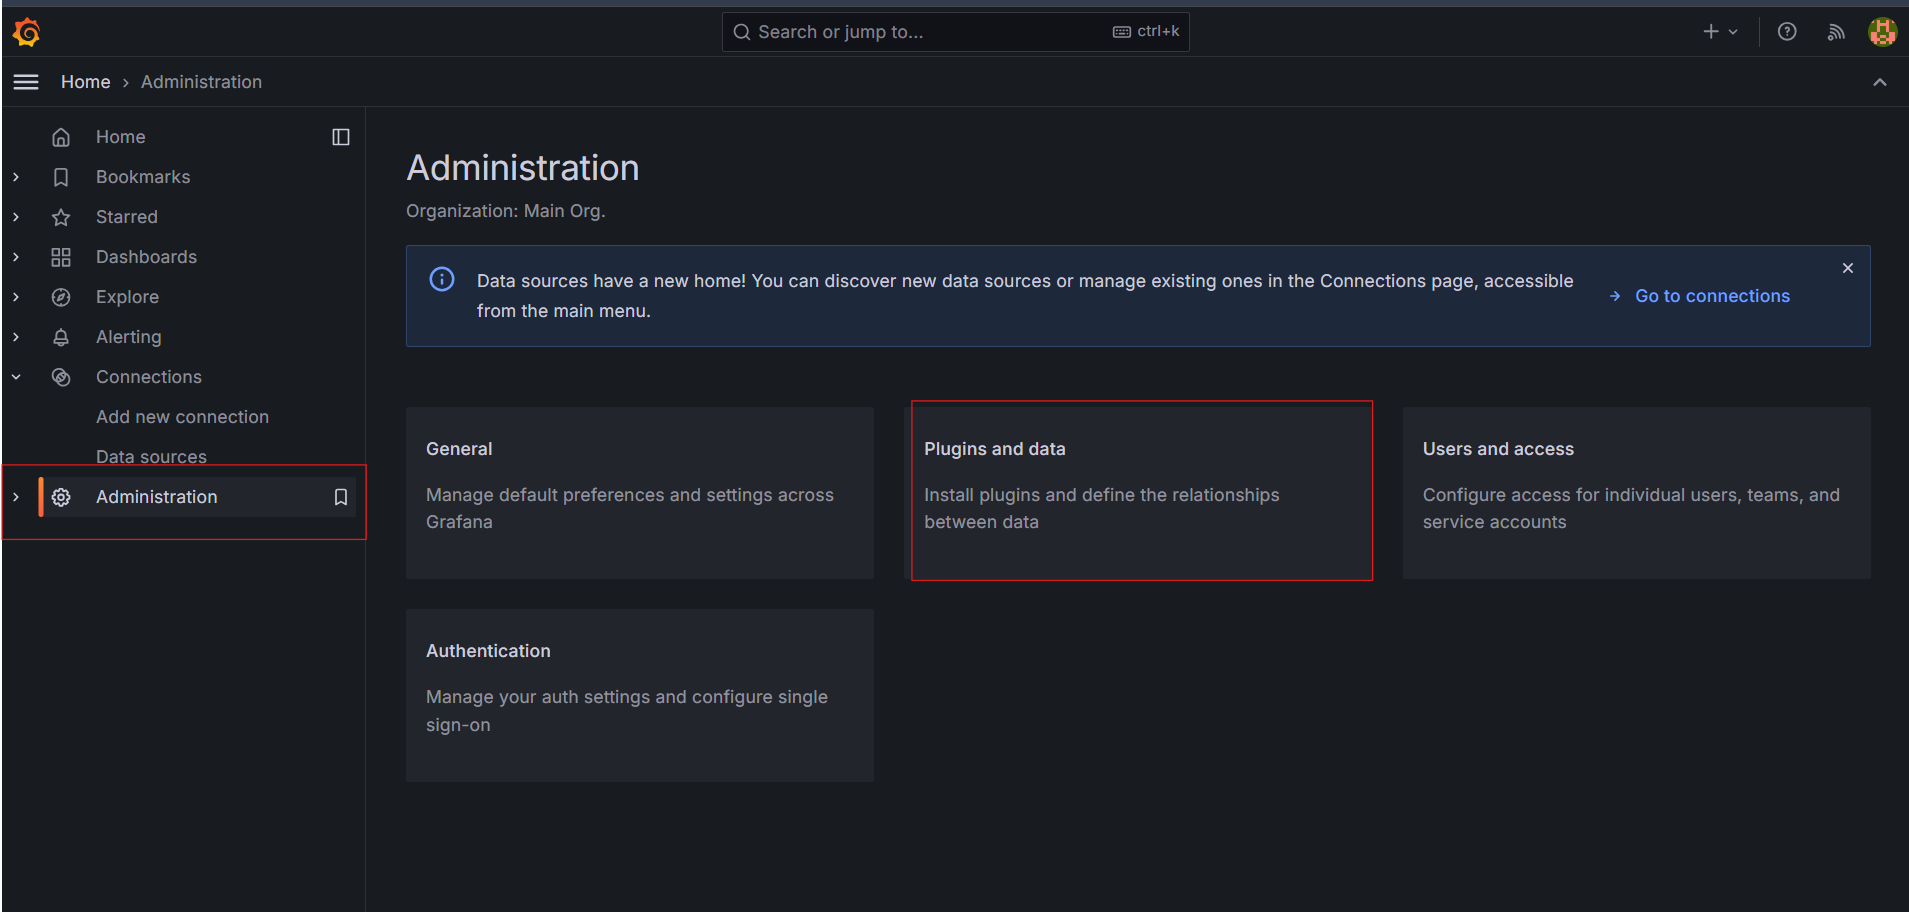 Search or jump to...
ctrl+k
Home › Administration
Home
Bookmarks
Starred
Dashboards
Explore
Alerting
Connections
Add new connection
Data sources
Administration
Administration
Organization: Main Org.
Data sources have a new home! You can discover new data sources or manage existing ones in the Connections page, accessible
from the main menu.
Go to connections
General
Manage default preferences and settings across
Grafana
Plugins and data
Install plugins and define the relationships
between data
Users and access
Configure access for individual users, teams, and
service accounts
Authentication
Manage your auth settings and configure single
sign-on